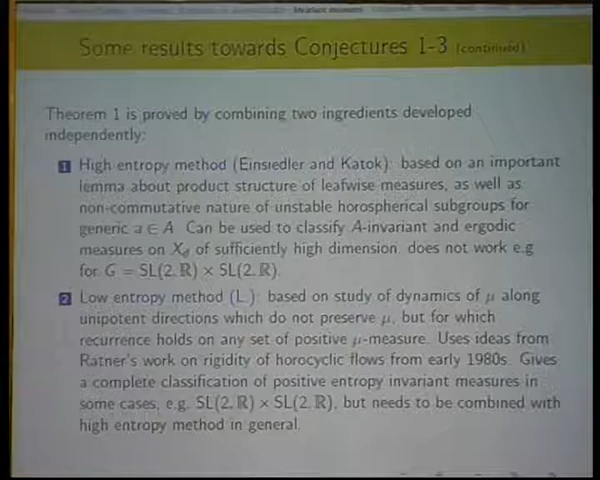 Some results towards Conjectures 1-3 (continued)
Theorem 1 is proved by combining two ingredients developed
independently:
1 High entropy method (Einsiedler and Katok): based on an important
lemma about product structure of leafwise measures, as well as
non-commutative nature of unstable horospherical subgroups for
generic a ∈ A. Can be used to classify A-invariant and ergodic
measures on X_d of sufficiently high dimension. does not work e.g
for G = SL(2, ℝ) × SL(2, ℝ).
2 Low entropy method (L.): based on study of dynamics of μ along
unipotent directions which do not preserve μ, but for which
recurrence holds on any set of positive μ-measure. Uses ideas from
Ratner's work on rigidity of horocyclic flows from early 1980s. Gives
a complete classification of positive entropy invariant measures in
some cases, e.g. SL(2, ℝ) × SL(2, ℝ), but needs to be combined with
high entropy method in general.